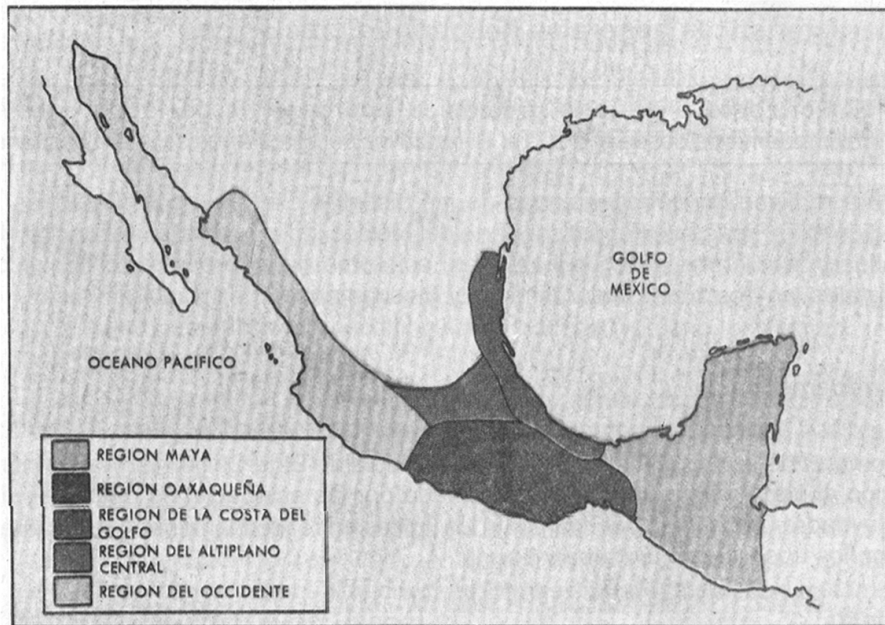 GOLFO
DE
MEXICO
OCEANO PACIFICO
REGION MAYA
REGION OAXAQUEÑA
REGION DE LA COSTA DEL
GOLFO
REGION DEL ALTIPLANO
CENTRAL
REGION DEL OCCIDENTE